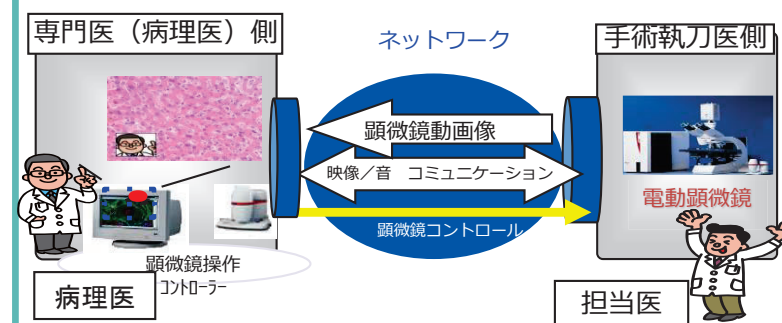 専門医（病理医）側
ネットワーク
手術執刀医側
顕微鏡動画像
映像／音　コミュニケーション
電動顕微鏡
顕微鏡コントロール
顕微鏡操作
ｺﾝﾄﾛｰﾗｰ
病理医
担当医